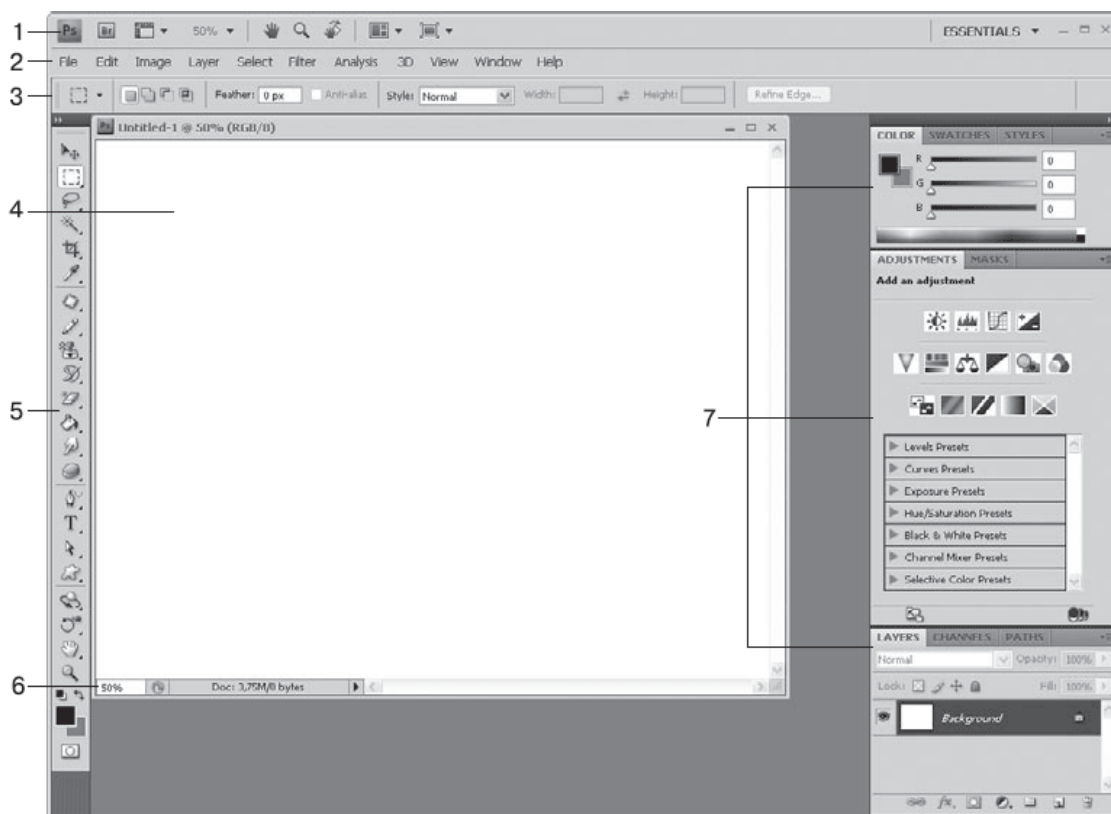 1 Ps Br 50% ESSENTIALS
2 File Edit Image Layer Select Filter Analysis 3D View Window Help
3 Feather: 0 px Anti-alias Style: Normal Width: Height: Refine Edge...
Ps Untitled-1 @ 50% (RGB/8)
COLOR SWATCHES STYLES
R 0
G 0
B 0
4
ADJUSTMENTS MASKS
Add an adjustment
5
7
Levels Presets
Curves Presets
Exposure Presets
Hue/Saturation Presets
Black & White Presets
Channel Mixer Presets
Selective Color Presets
T
LAYERS CHANNELS PATHS
Normal Opacity: 100%
6 50% Doc: 3,75M/0 bytes
Lock: Fill: 100%
Background
fx.